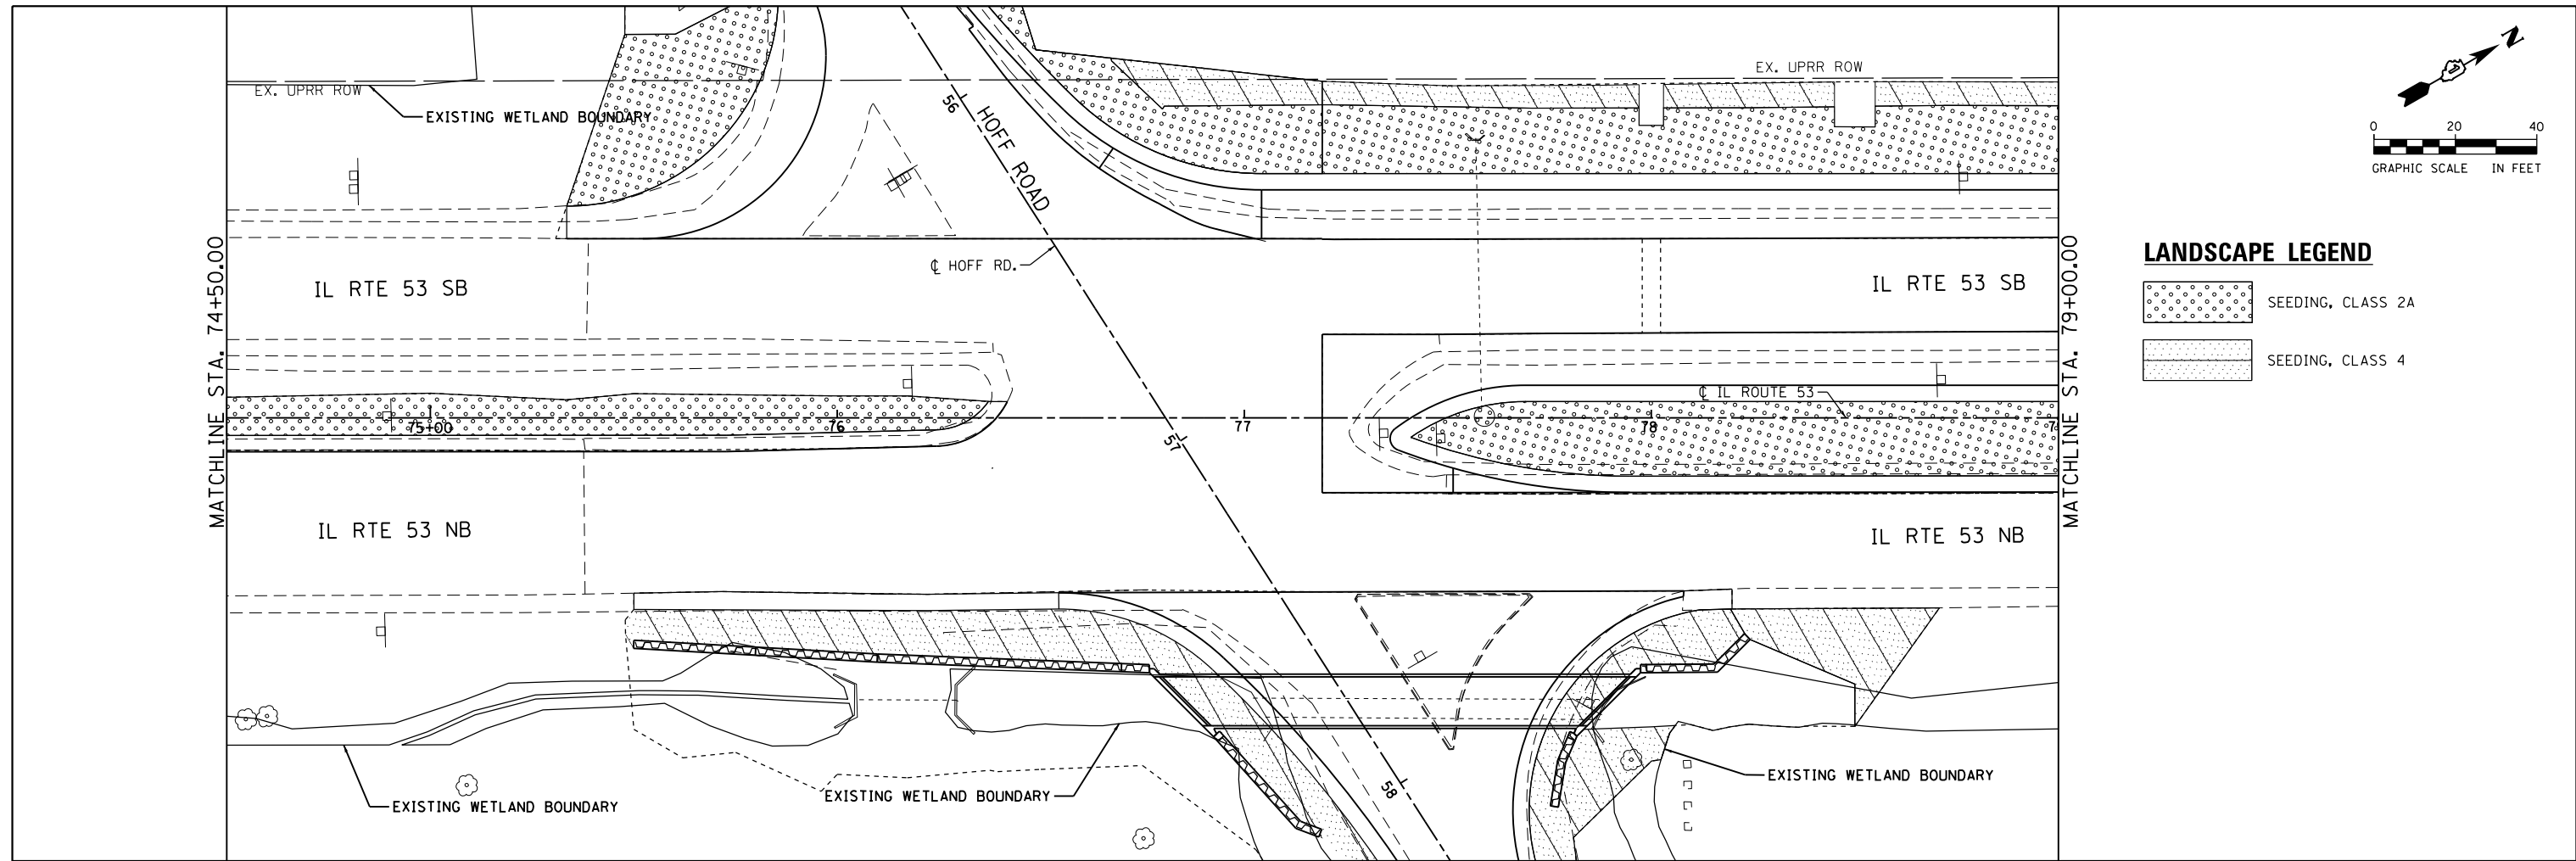 N
EX. UPRR ROW
EX. UPRR ROW
EXISTING WETLAND BOUNDARY
56
HOFF ROAD
0 20 40
GRAPHIC SCALE IN FEET
℄ HOFF RD.
MATCHLINE STA. 74+50.00
IL RTE 53 SB
IL RTE 53 SB
MATCHLINE STA. 79+00.00
LANDSCAPE LEGEND
SEEDING, CLASS 2A
SEEDING, CLASS 4
℄ IL ROUTE 53
75+00
76
57
77
78
IL RTE 53 NB
IL RTE 53 NB
58
EXISTING WETLAND BOUNDARY
EXISTING WETLAND BOUNDARY
EXISTING WETLAND BOUNDARY